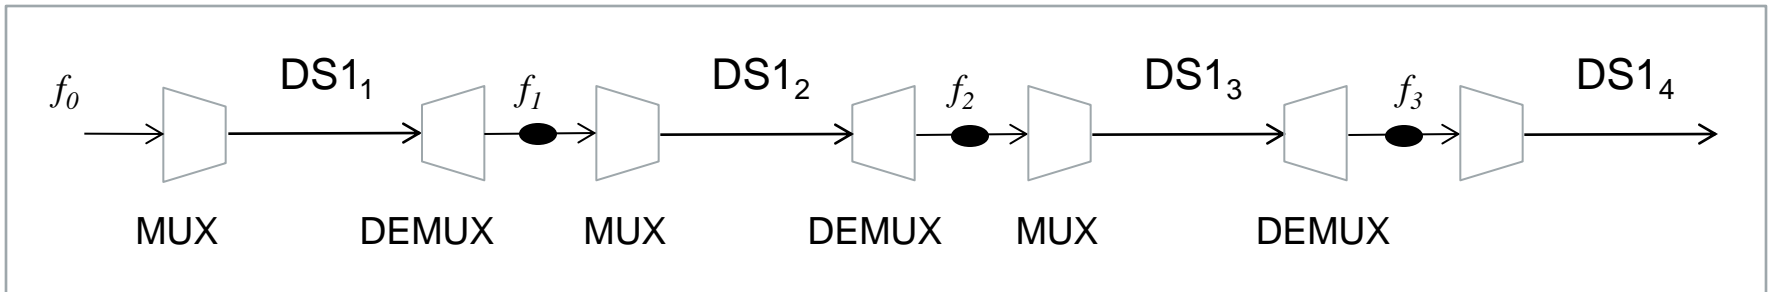 f0 DS11 f1 DS12 f2 DS13 f3 DS14
MUX DEMUX MUX DEMUX MUX DEMUX